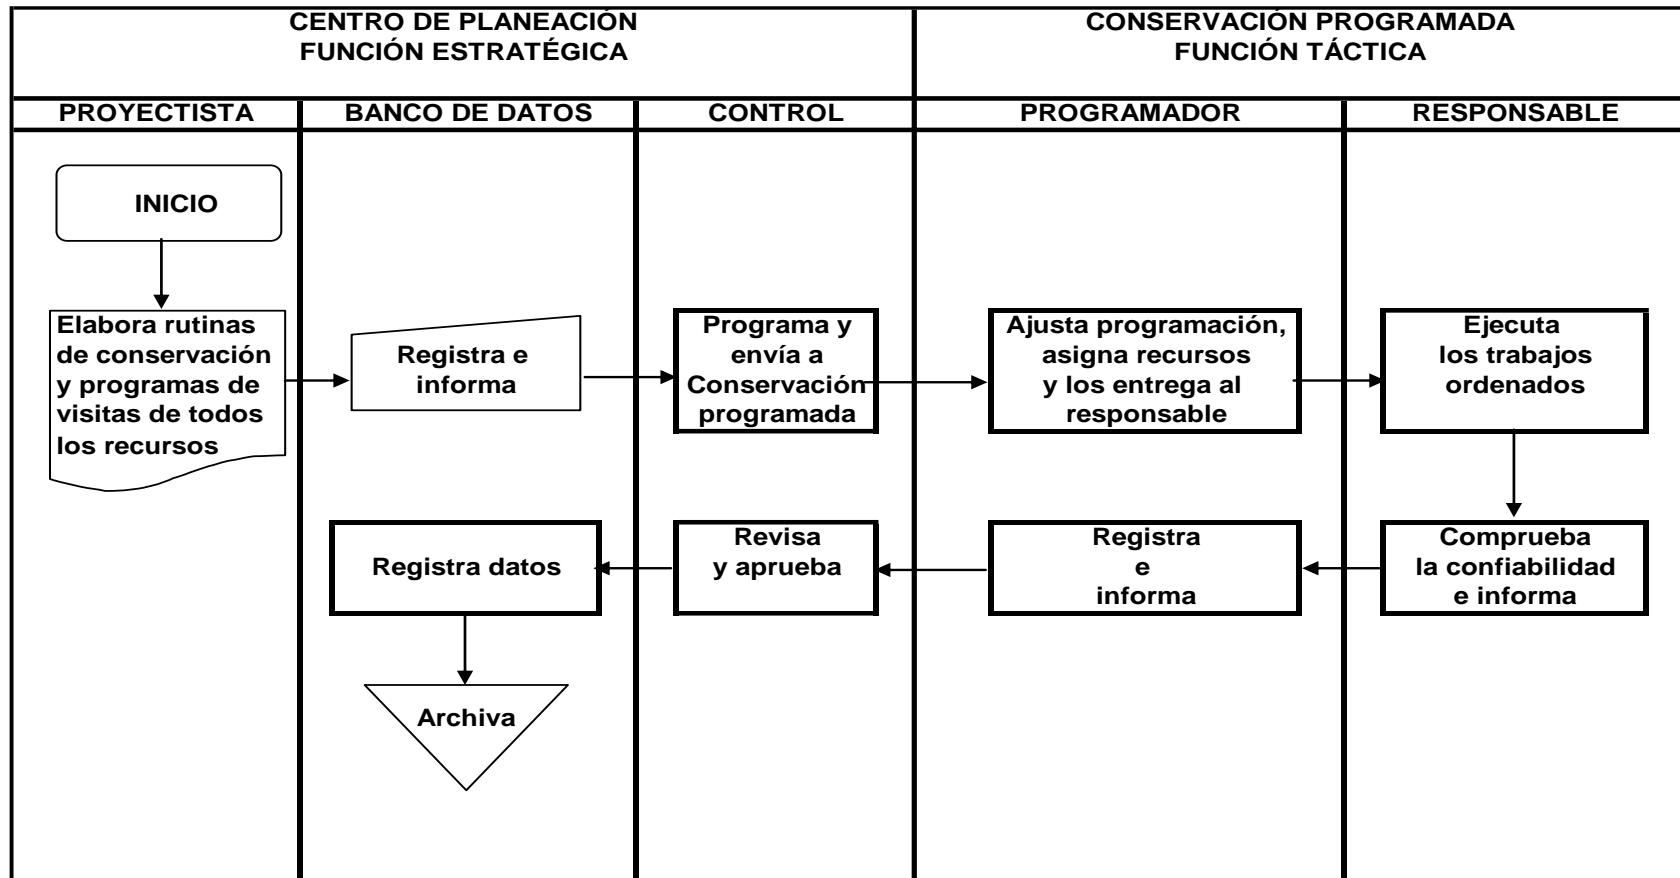 CENTRO DE PLANEACIÓN
FUNCIÓN ESTRATÉGICA
CONSERVACIÓN PROGRAMADA
FUNCIÓN TÁCTICA
PROYECTISTA
BANCO DE DATOS
CONTROL
PROGRAMADOR
RESPONSABLE
INICIO
Elabora rutinas
de conservación
y programas de
visitas de todos
los recursos
Registra e
informa
Programa y
envía a
Conservación
programada
Ajusta programación,
asigna recursos
y los entrega al
responsable
Ejecuta
los trabajos
ordenados
Comprueba
la confiabilidad
e informa
Registra
e
informa
Revisa
y aprueba
Registra datos
Archiva